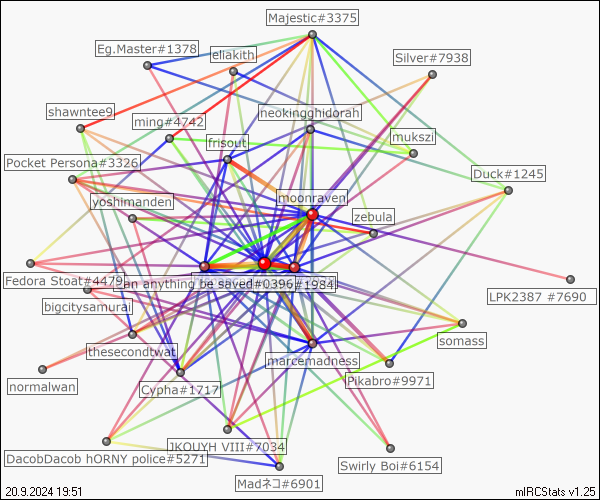 Majestic#3375
Eg.Master#1378
eliakith
Silver#7938
shawntee9
ming#4742
neokingghidorah
frisout
mukszi
Pocket Persona#3326
Duck#1245
yoshimanden
moonraven
zebula
Fedora Stoat#4479
an anything be saved#0396
#1984
LPK2387 #7690
bigcitysamurai
thesecondtwat
marcemadness
somass
normalwan
Cypha#1717
Pikabro#9971
JKOUYH VIII#7034
DacobDacob hORNY police#5271
Swirly Boi#6154
Madネコ#6901
20.9.2024 19:51
mIRCStats v1.25